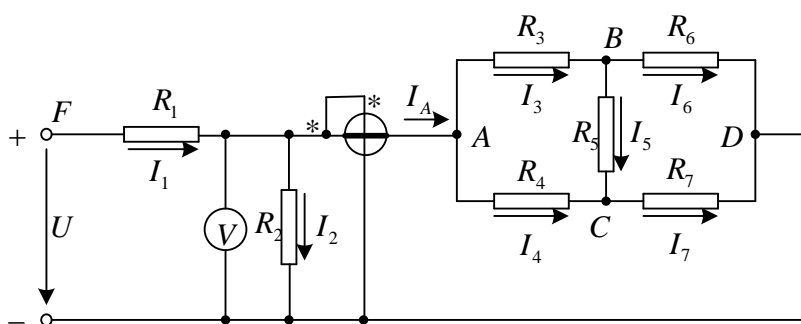 R3 B R6
F R1 * * IA I3 I6
+ A R5 I5 D
I1 R4 R7
U V R2 I2 C
I4 I7
−